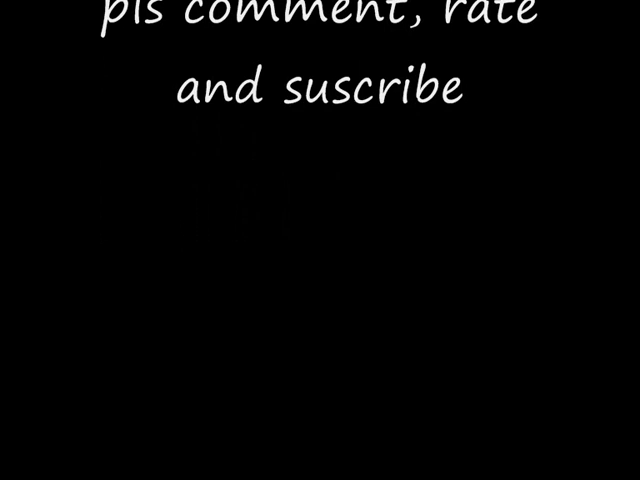 pls comment, rate
and suscribe